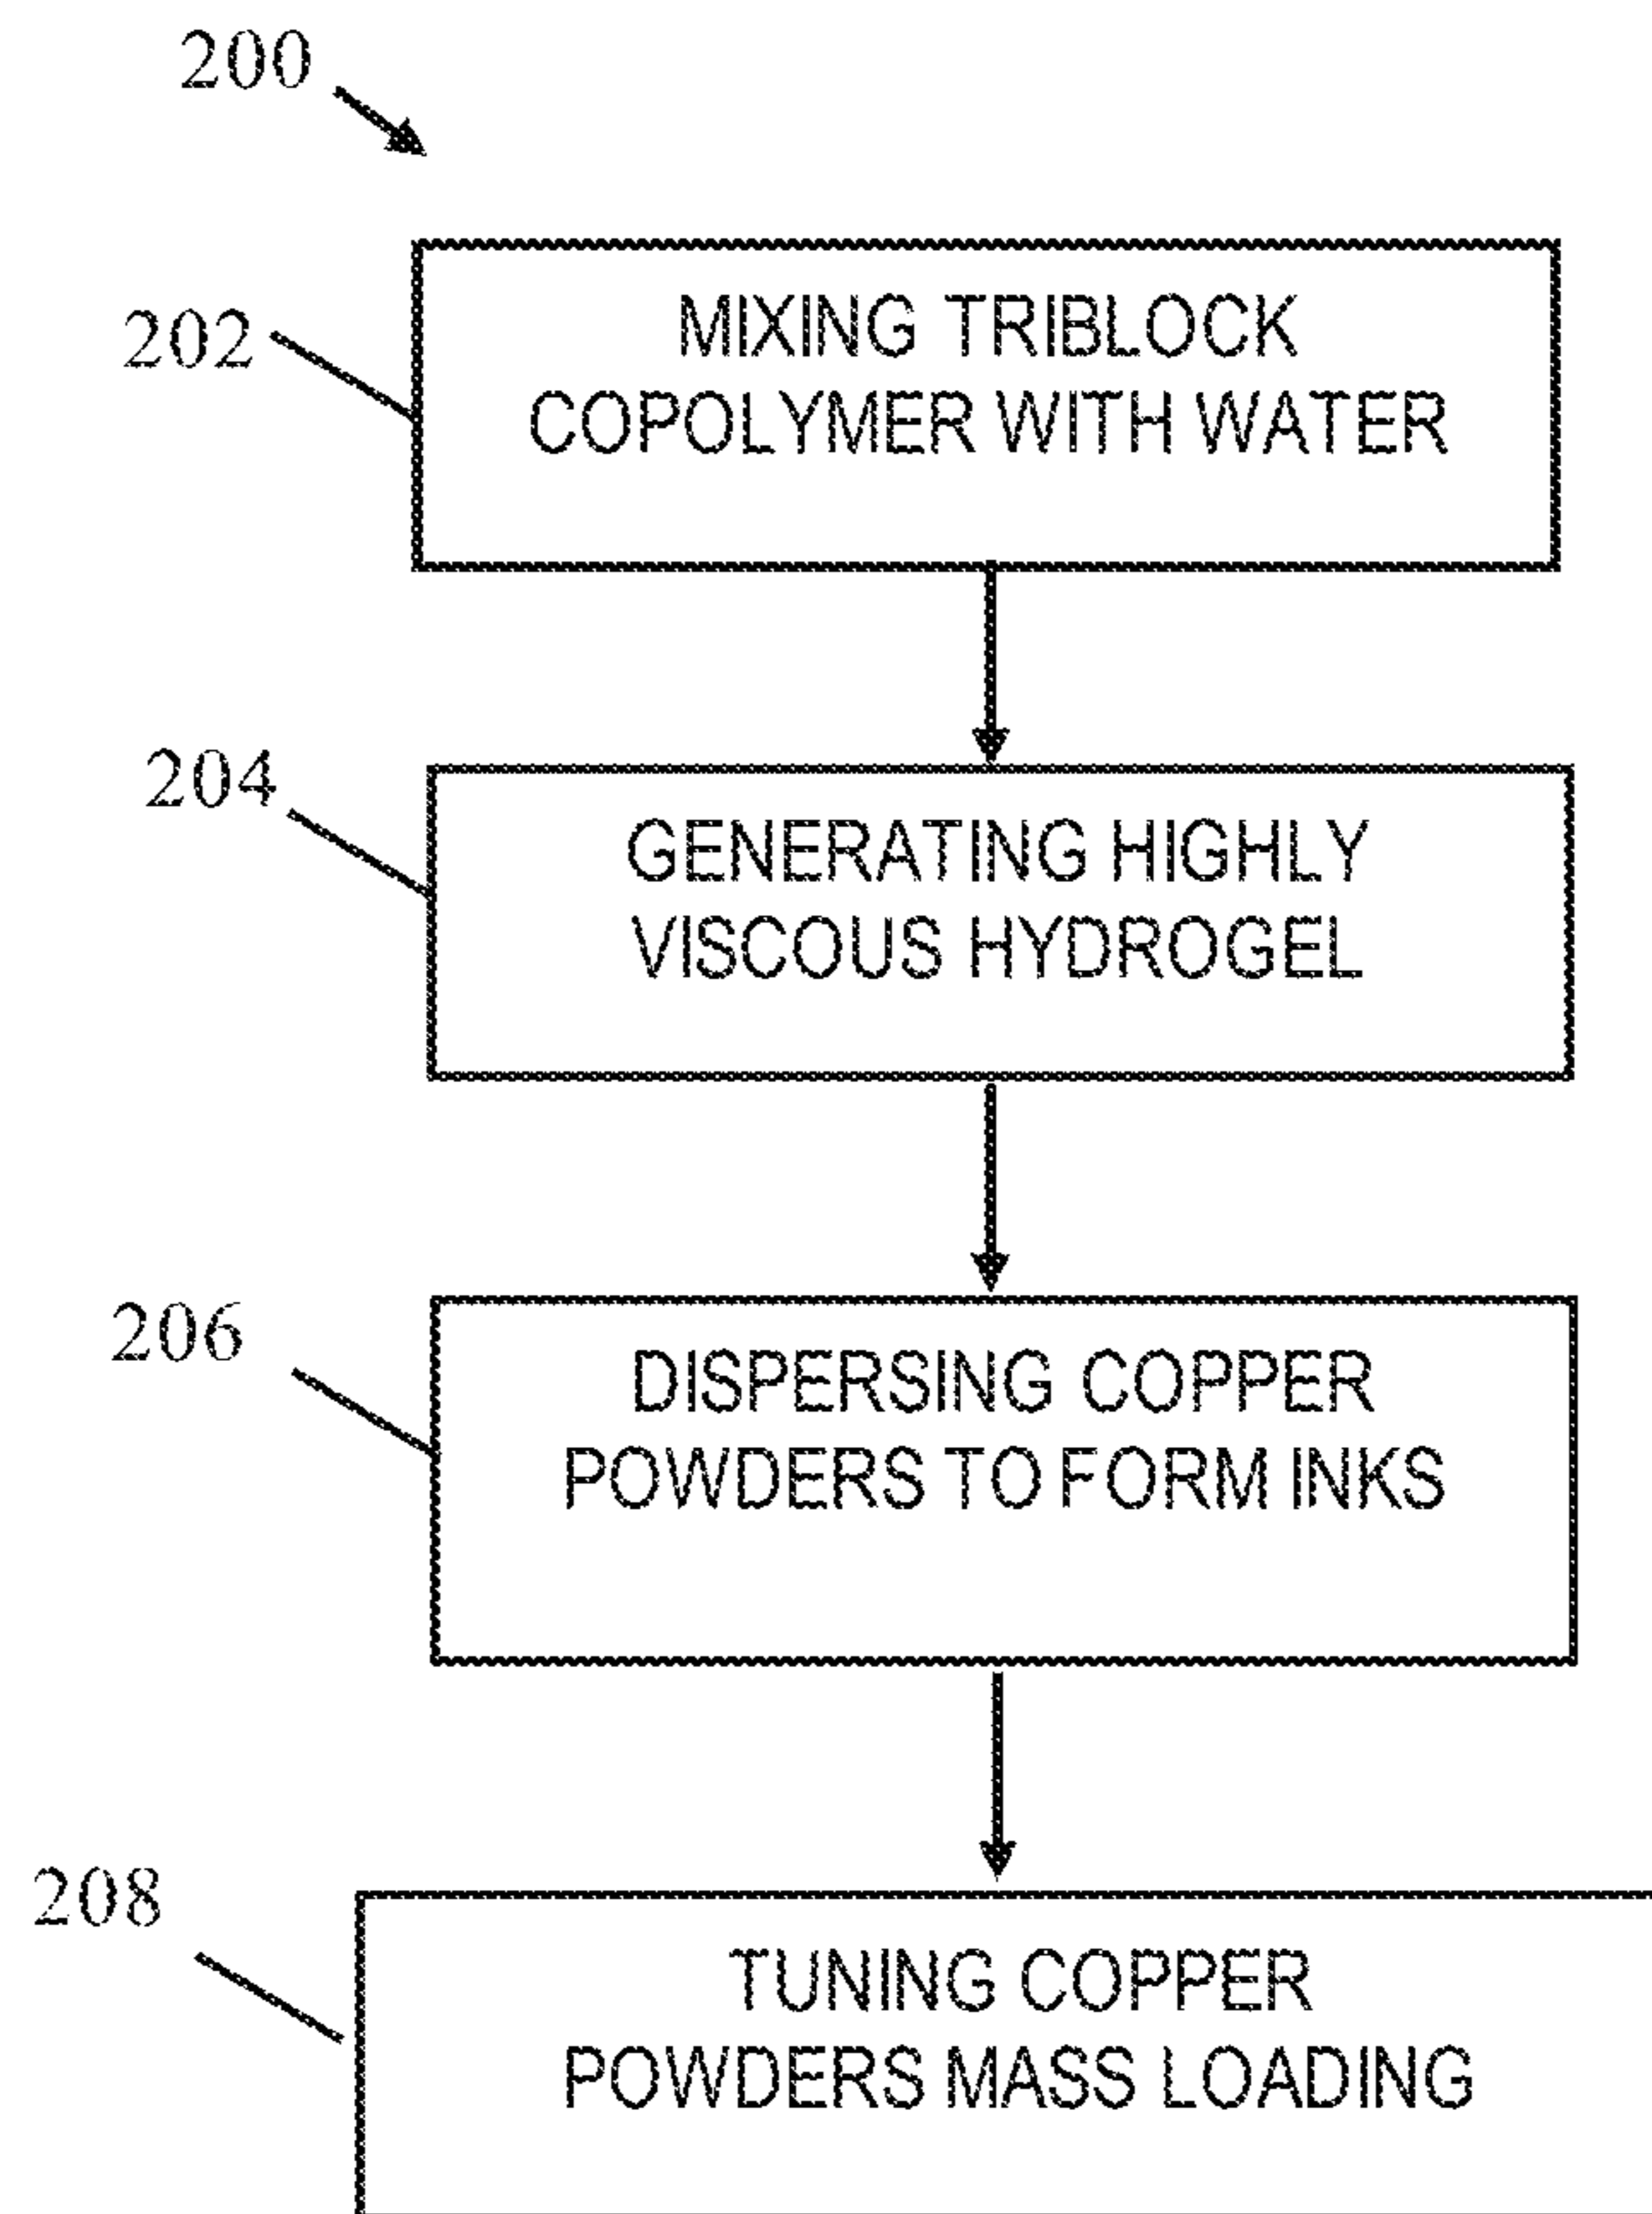 200
202
MIXING TRIBLOCK
COPOLYMER WITH WATER
204
GENERATING HIGHLY
VISCOUS HYDROGEL
206
DISPERSING COPPER
POWDERS TO FORM INKS
208
TUNING COPPER
POWDERS MASS LOADING